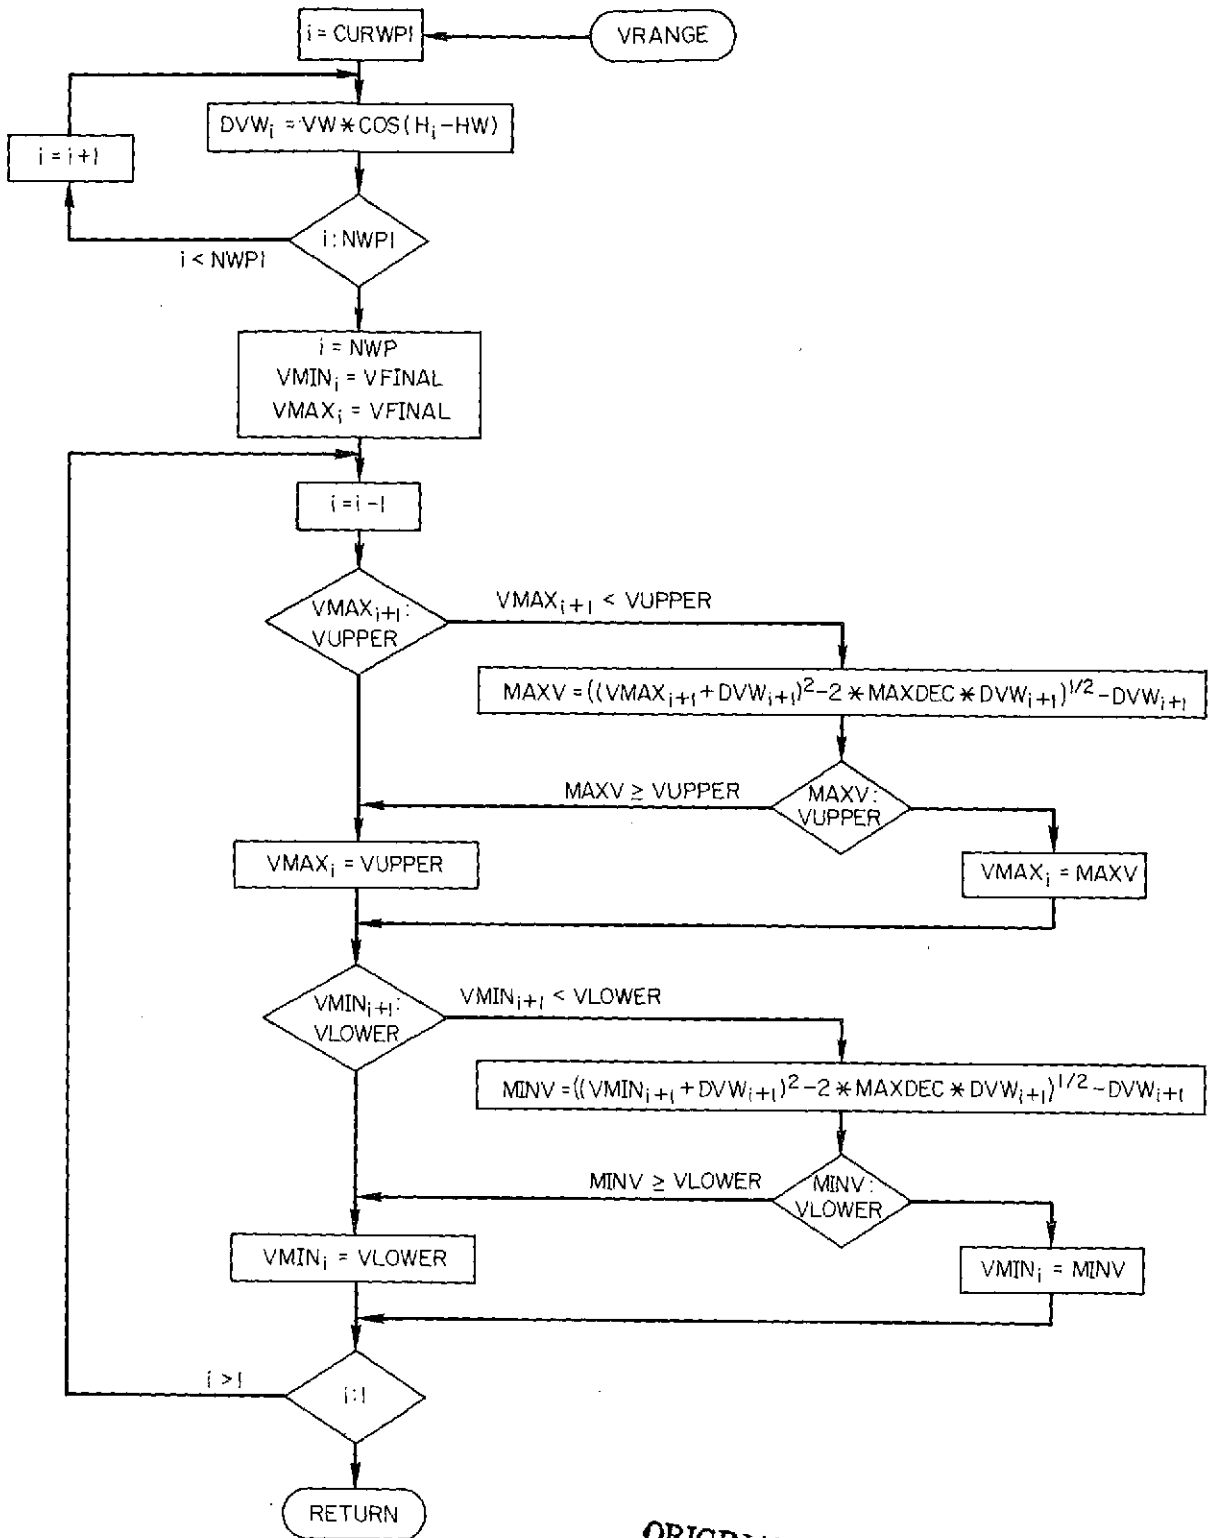 i = CURWP1
VRANGE
DVWᵢ = VW*COS(Hᵢ-HW)
i = i+1
i:NWP1
i < NWP1
i = NWP
VMINᵢ = VFINAL
VMAXᵢ = VFINAL
i = i-1
VMAXᵢ₊₁:
VUPPER
VMAXᵢ₊₁ < VUPPER
MAXV = ((VMAXᵢ₊₁+DVWᵢ₊₁)²-2*MAXDEC*DVWᵢ₊₁)^1/2-DVWᵢ₊₁
MAXV ≥ VUPPER
MAXV:
VUPPER
VMAXᵢ = VUPPER
VMAXᵢ = MAXV
VMINᵢ₊₁:
VLOWER
VMINᵢ₊₁ < VLOWER
MINV = ((VMINᵢ₊₁+DVWᵢ₊₁)²-2*MAXDEC*DVWᵢ₊₁)^1/2-DVWᵢ₊₁
MINV ≥ VLOWER
MINV:
VLOWER
VMINᵢ = VLOWER
VMINᵢ = MINV
i > 1
i:1
RETURN